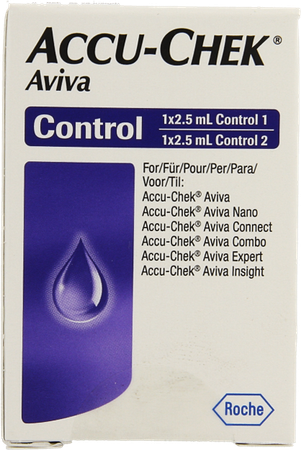 ACCU-CHEK®
Aviva
Control
1x2.5 mL Control 1
1x2.5 mL Control 2
For/Für/Pour/Per/Para/
Voor/Til:
Accu-Chek® Aviva
Accu-Chek® Aviva Nano
Accu-Chek® Aviva Connect
Accu-Chek® Aviva Combo
Accu-Chek® Aviva Expert
Accu-Chek® Aviva Insight
Roche